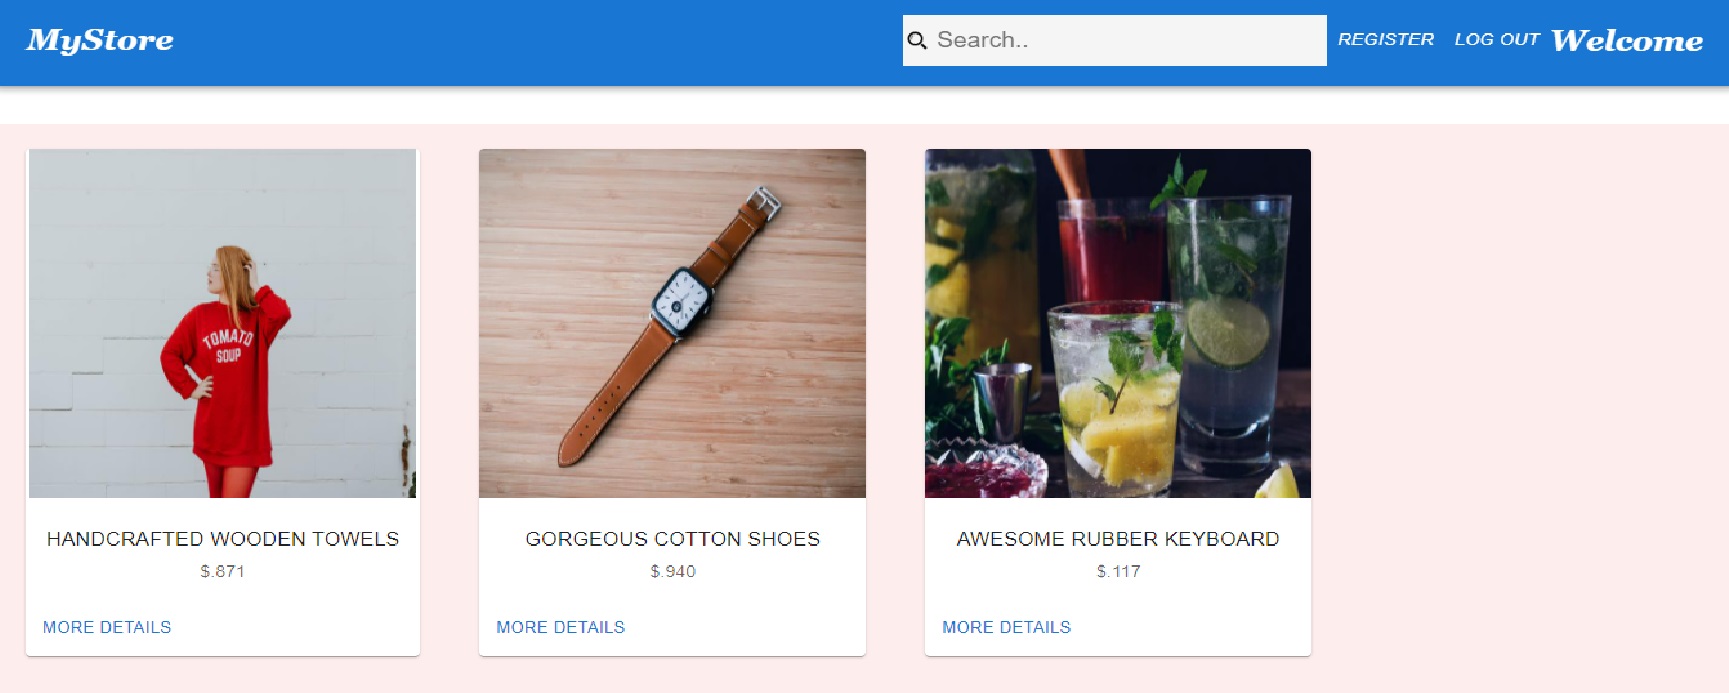 MyStore
Search..
REGISTER
LOG OUT
Welcome
TOMATO
SOUP
HANDCRAFTED WOODEN TOWELS
$.871
MORE DETAILS
GORGEOUS COTTON SHOES
$.940
MORE DETAILS
AWESOME RUBBER KEYBOARD
$.117
MORE DETAILS